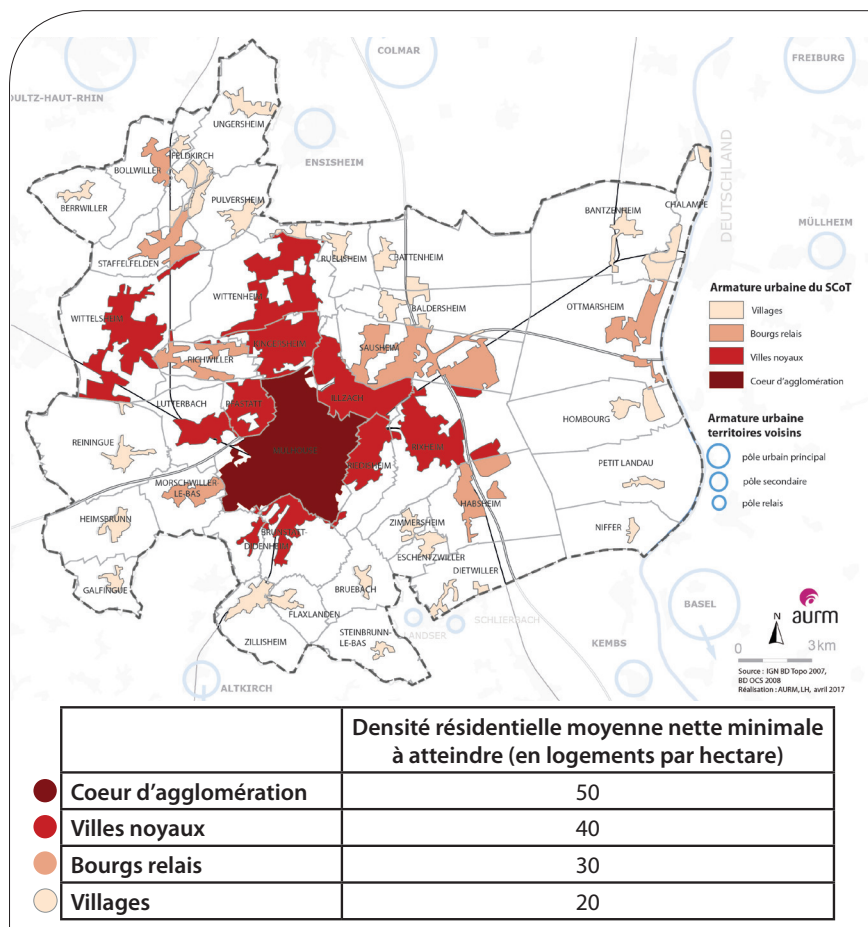 COLMAR
FREIBURG
OULTZ-HAUT-RHIN
UNGERSHEIM
ENSISHEIM
FELDKIRCH
BOLLWILLER
BERRWILLER
PULVERSHEIM
BANTZENHEIM
CHALAMPE
DEUTSCHLAND
MÜLLHEIM
STAFFELFELDEN
RUELISHEIM
BATTENHEIM
WITTENHEIM
BALDERSHEIM
OTTMARSHEIM
WITTELSHEIM
SAUSHEIM
RICHWILLER
ILLZACH
LUTTERBACH
PFASTATT
HOMBOURG
REININGUE
MORSCHWILLER
LE-BAS
PETIT LANDAU
HABSHEIM
HEIMSBRUNN
ZIMMERSHEIM
NIFFER
ESCHENTZWILLER
DIETWILLER
GALFINGUE
BRUEBACH
FLAXLANDEN
ZILLISHEIM
STEINBRUNN-
LE-BAS
LANDSER
SCHLIERBACH
BASEL
KEMBS
ALTKIRCH
Armature urbaine du SCoT
Villages
Bourgs relais
Villes noyaux
Coeur d'agglomération
Armature urbaine
territoires voisins
pôle urbain principal
pôle secondaire
pôle relais
N
aurm
0 3km
Source : IGN BD Topo 2007,
BD OCS 2008
Réalisation : AURM, LH, avril 2017
Densité résidentielle moyenne nette minimale
à atteindre (en logements par hectare)
Coeur d'agglomération 50
Villes noyaux 40
Bourgs relais 30
Villages 20